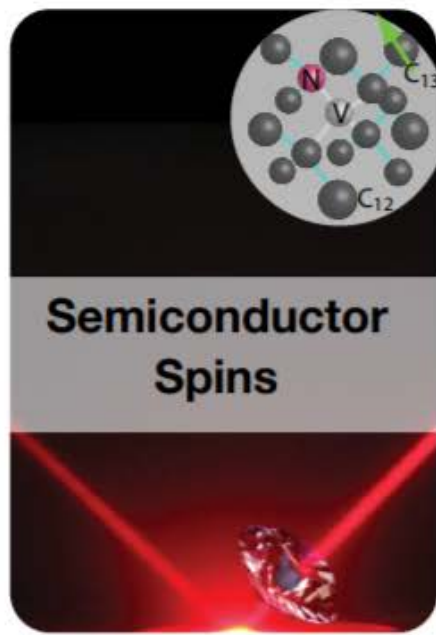 N
C₁₃
V
C₁₂
Semiconductor
Spins